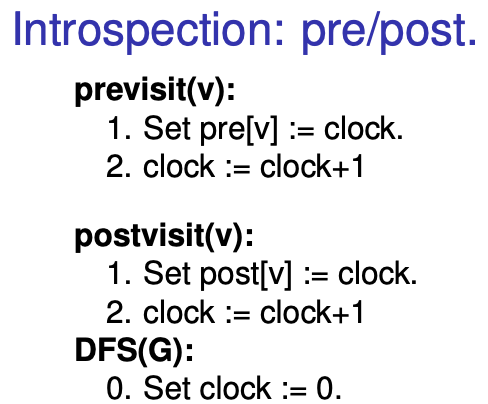 Introspection: pre/post.
previsit(v):
1. Set pre[v] := clock.
2. clock := clock+1
postvisit(v):
1. Set post[v] := clock.
2. clock := clock+1
DFS(G):
0. Set clock := 0.